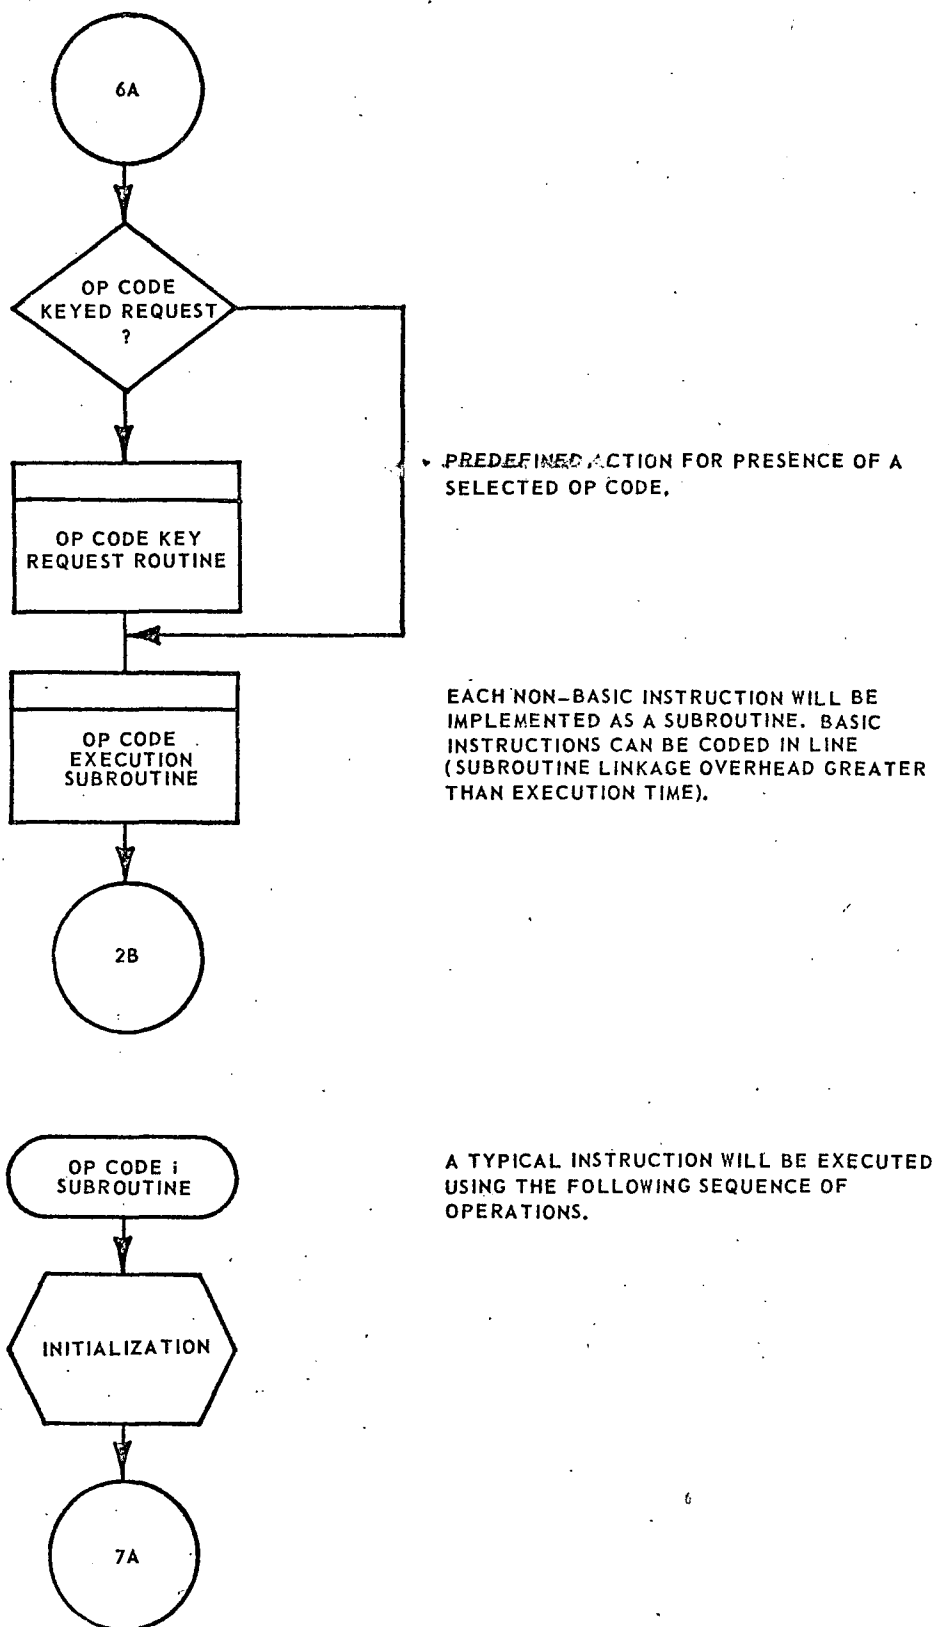 6A
OP CODE
KEYED REQUEST
?
PREDEFINED ACTION FOR PRESENCE OF A
SELECTED OP CODE.
OP CODE KEY
REQUEST ROUTINE
EACH NON-BASIC INSTRUCTION WILL BE
IMPLEMENTED AS A SUBROUTINE. BASIC
INSTRUCTIONS CAN BE CODED IN LINE
(SUBROUTINE LINKAGE OVERHEAD GREATER
THAN EXECUTION TIME).
OP CODE
EXECUTION
SUBROUTINE
2B
OP CODE i
SUBROUTINE
A TYPICAL INSTRUCTION WILL BE EXECUTED
USING THE FOLLOWING SEQUENCE OF
OPERATIONS.
INITIALIZATION
7A